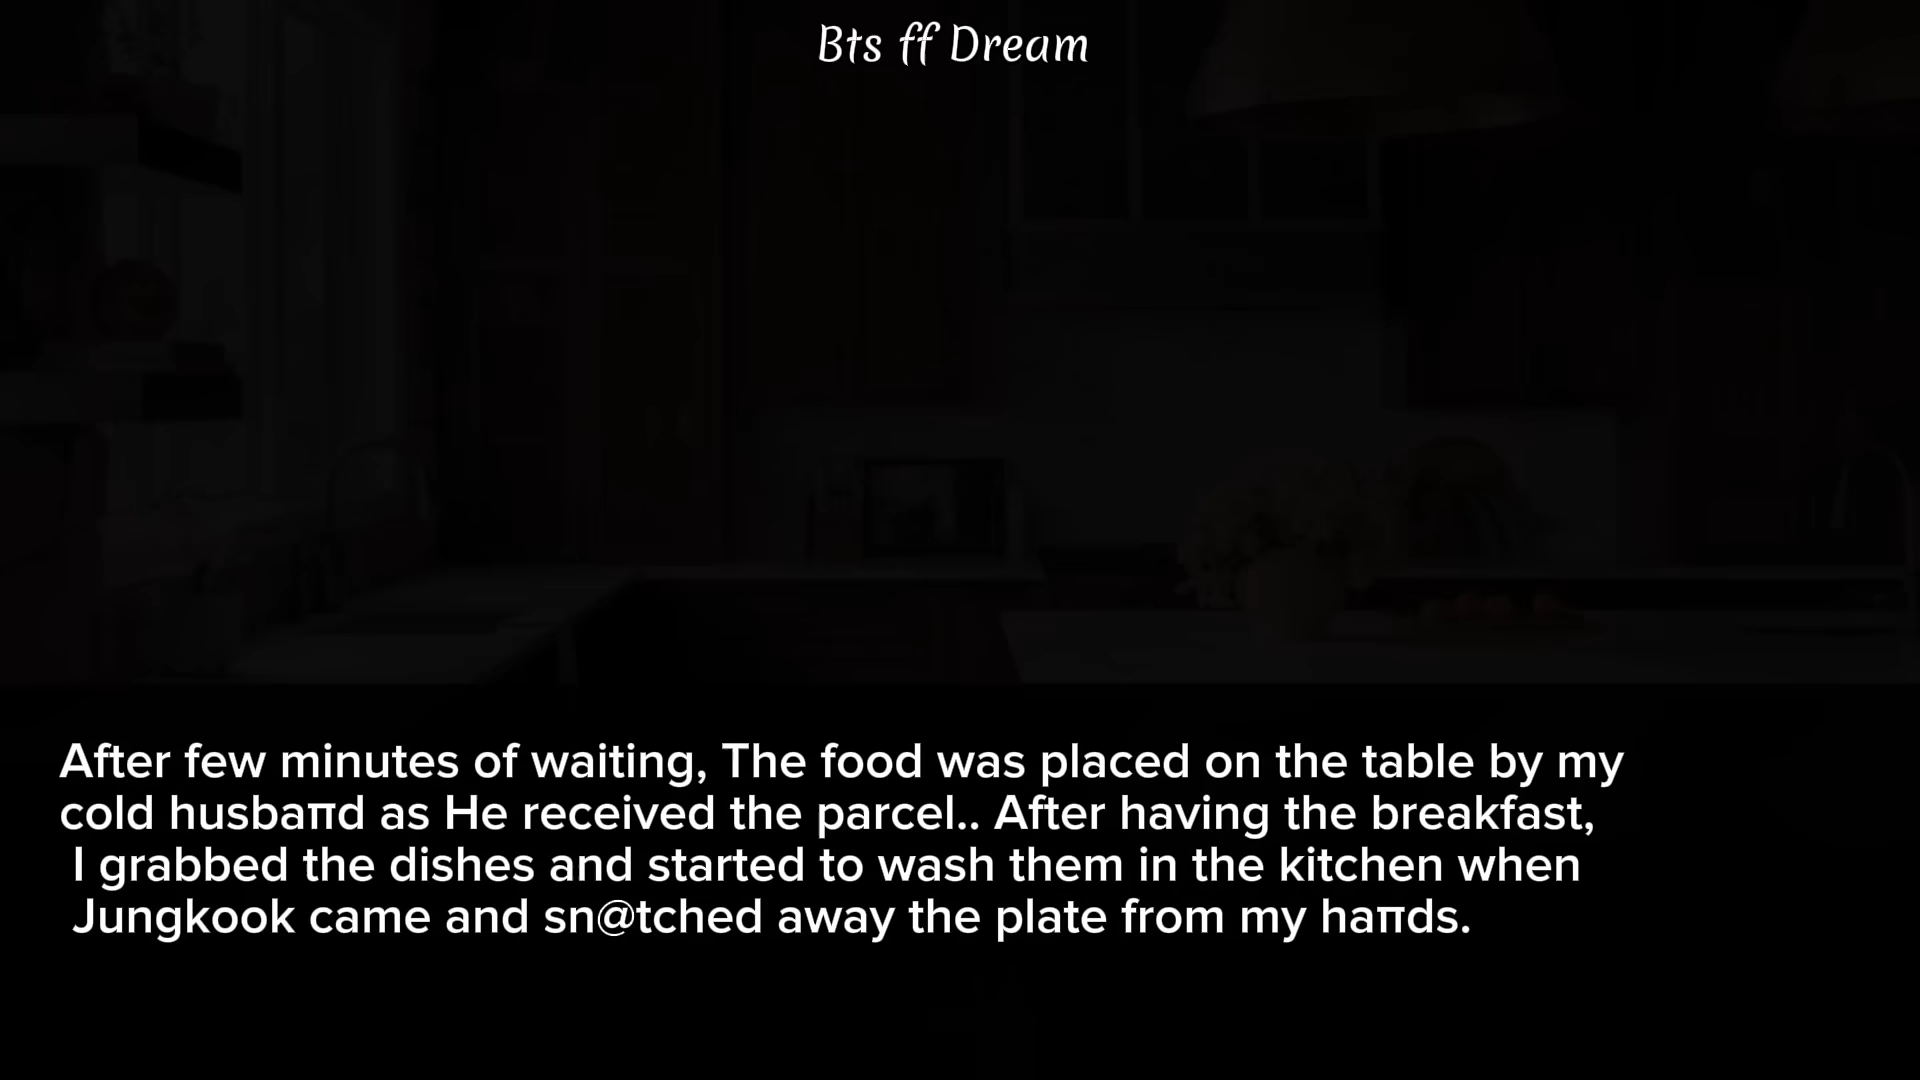 Bts ff Dream
After few minutes of waiting, The food was placed on the table by my
cold husbaπd as He received the parcel.. After having the breakfast,
I grabbed the dishes and started to wash them in the kitchen when
Jungkook came and sn@tched away the plate from my haπds.